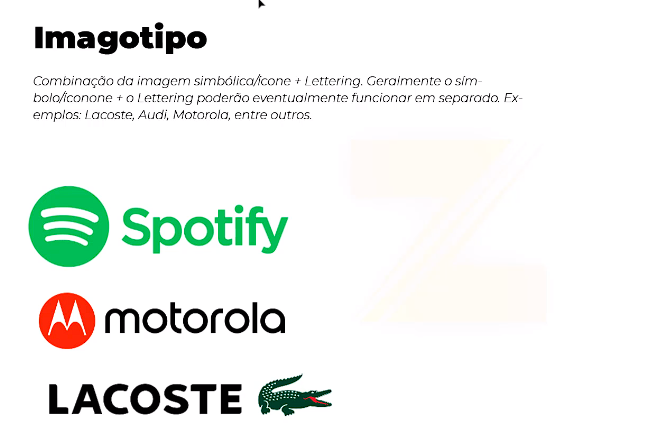 Imagotipo
Combinação da imagem simbólica/ícone + Lettering. Geralmente o sím-
bolo/íconone + o Lettering poderão eventualmente funcionar em separado. Ex-
emplos: Lacoste, Audi, Motorola, entre outros.
Spotify
motorola
LACOSTE